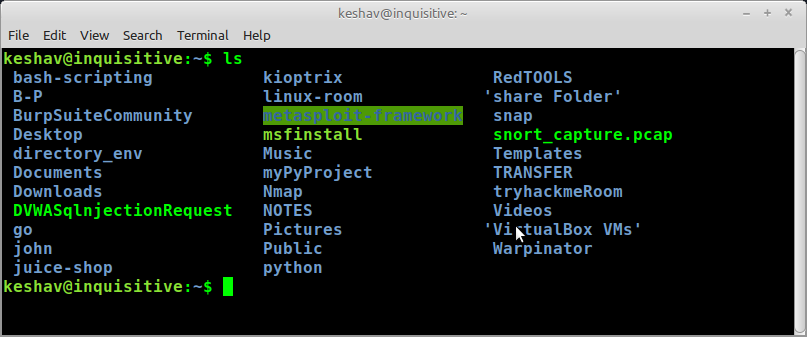 keshav@inquisitive: ~
File Edit View Search Terminal Help
keshav@inquisitive:~$ ls
bash-scripting kioptrix RedTOOLS
B-P linux-room 'share Folder'
BurpSuiteCommunity metasploit-framework snap
Desktop msfinstall snort_capture.pcap
directory_env Music Templates
Documents myPyProject TRANSFER
Downloads Nmap tryhackmeRoom
DVWASqlnjectionRequest NOTES Videos
go Pictures 'VirtualBox VMs'
john Public Warpinator
juice-shop python
keshav@inquisitive:~$